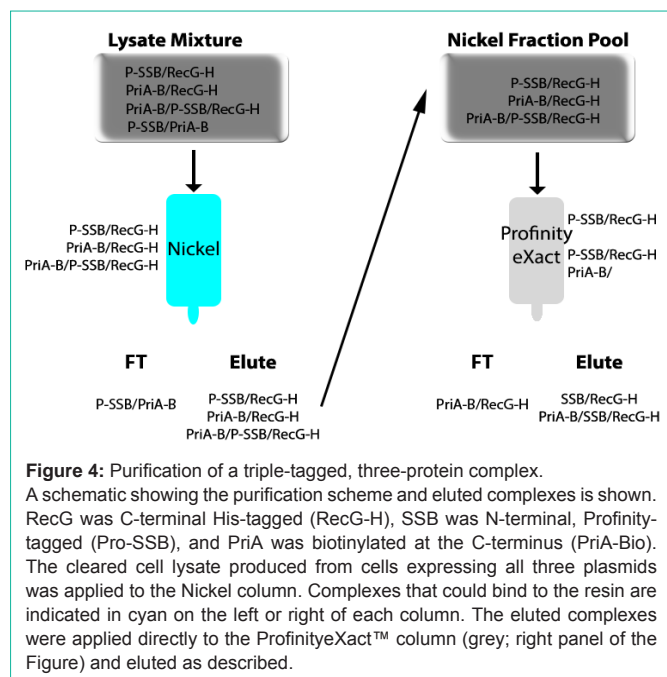 Lysate Mixture
P-SSB/RecG-H
PriA-B/RecG-H
PriA-B/P-SSB/RecG-H
P-SSB/PriA-B
P-SSB/RecG-H
PriA-B/RecG-H
PriA-B/P-SSB/RecG-H
Nickel
FT
Elute
P-SSB/PriA-B
P-SSB/RecG-H
PriA-B/RecG-H
PriA-B/P-SSB/RecG-H
Nickel Fraction Pool
P-SSB/RecG-H
PriA-B/RecG-H
PriA-B/P-SSB/RecG-H
Profinity
eXact
P-SSB/RecG-H
P-SSB/RecG-H
PriA-B/
FT
Elute
PriA-B/RecG-H
SSB/RecG-H
PriA-B/SSB/RecG-H
Figure 4: Purification of a triple-tagged, three-protein complex.
A schematic showing the purification scheme and eluted complexes is shown.
RecG was C-terminal His-tagged (RecG-H), SSB was N-terminal, Profinity-
tagged (Pro-SSB), and PriA was biotinylated at the C-terminus (PriA-Bio).
The cleared cell lysate produced from cells expressing all three plasmids
was applied to the Nickel column. Complexes that could bind to the resin are
indicated in cyan on the left or right of each column. The eluted complexes
were applied directly to the ProfinityeXact™ column (grey; right panel of the
Figure) and eluted as described.